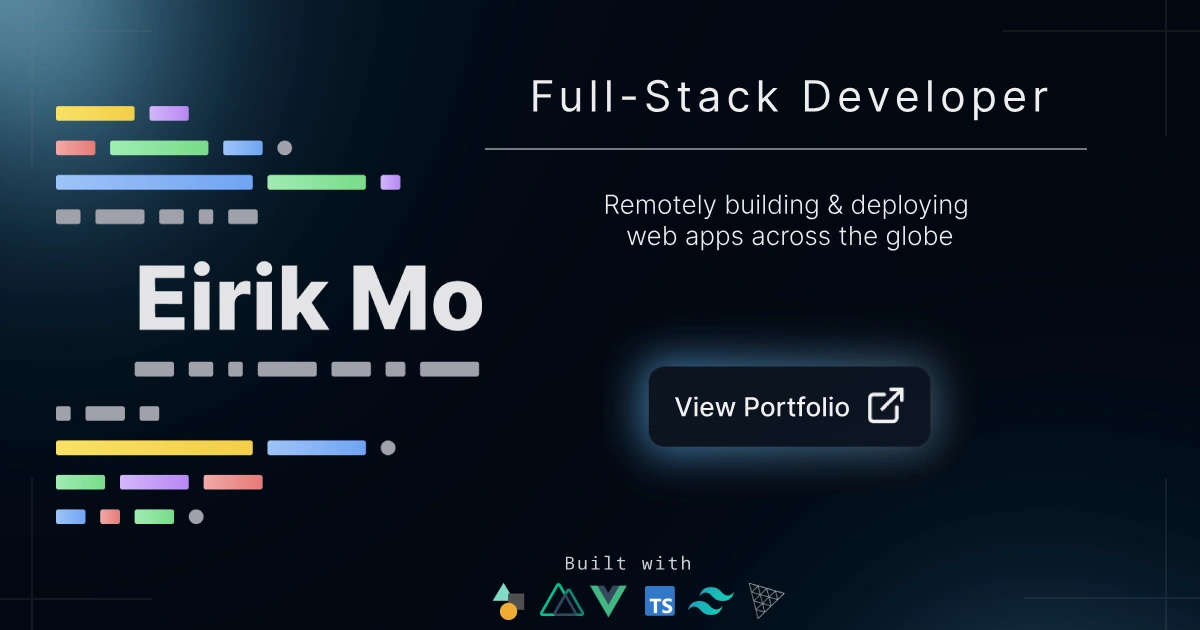 Full-Stack Developer
Remotely building & deploying
web apps across the globe
Eirik Mo
View Portfolio
Built with
TS